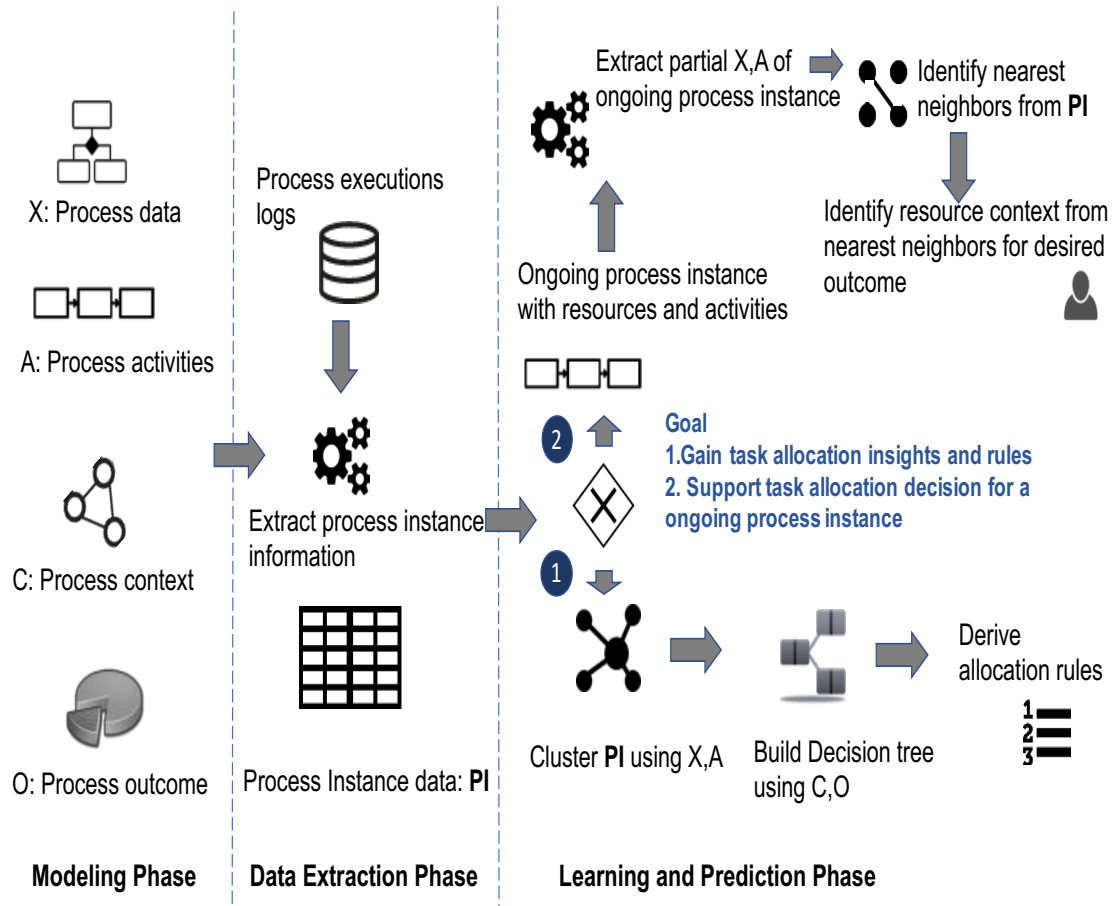 X: Process data
A: Process activities
C: Process context
O: Process outcome
Modeling Phase
Process executions
logs
Extract process instance
information
Process Instance data: PI
Data Extraction Phase
Extract partial X,A of
ongoing process instance
Identify nearest
neighbors from PI
Identify resource context from
nearest neighbors for desired
outcome
Ongoing process instance
with resources and activities
2
Goal
1.Gain task allocation insights and rules
2. Support task allocation decision for a
ongoing process instance
X
1
Cluster PI using X,A
Build Decision tree
using C,O
Derive
allocation rules
1
2
3
Learning and Prediction Phase